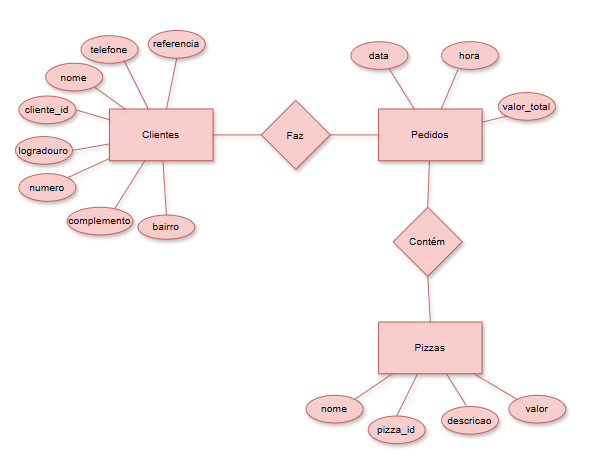 referencia
telefone
nome
cliente_id
logradouro
numero
complemento
bairro
Clientes
Faz
data
hora
valor_total
Pedidos
Contém
Pizzas
nome
pizza_id
descricao
valor